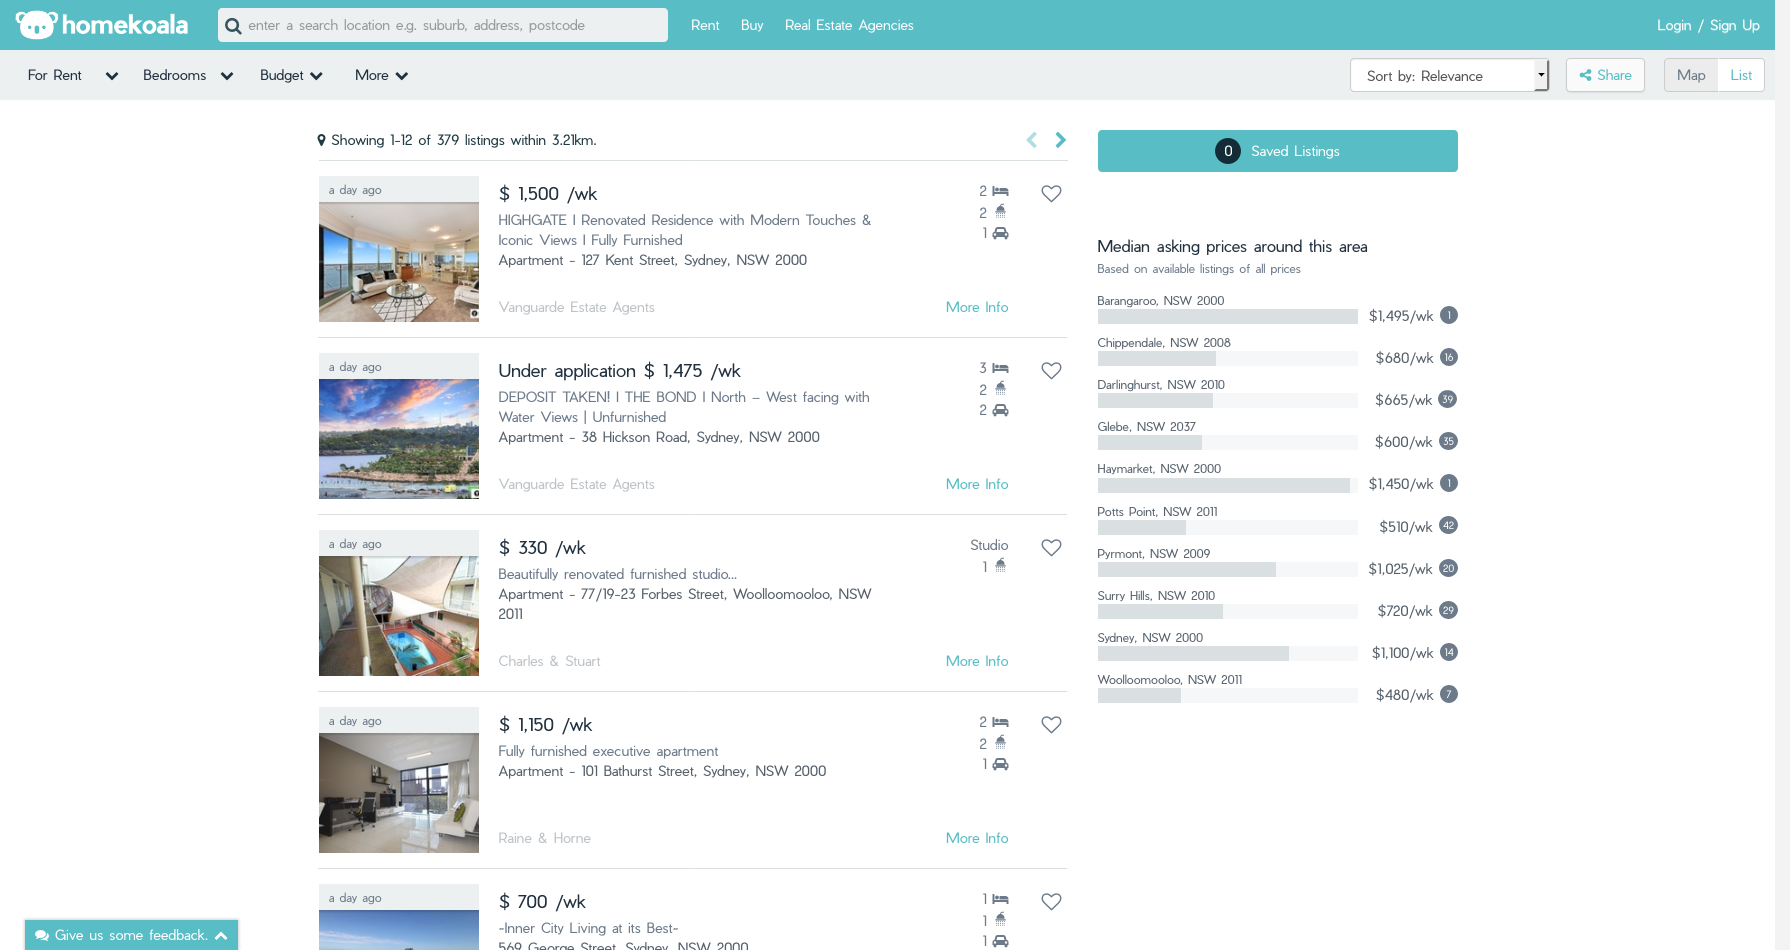 homekoala
enter a search location e.g. suburb, address, postcode
Rent
Buy
Real Estate Agencies
Login / Sign Up
For Rent
Bedrooms
Budget
More
Sort by: Relevance
Share
Map
List
Showing 1-12 of 379 listings within 3.21km.
a day ago
$ 1,500 /wk
HIGHGATE I Renovated Residence with Modern Touches &
Iconic Views I Fully Furnished
Apartment - 127 Kent Street, Sydney, NSW 2000
Vanguarde Estate Agents
More Info
2
2
1
a day ago
Under application $ 1,475 /wk
DEPOSIT TAKEN! I THE BOND I North – West facing with
Water Views | Unfurnished
Apartment - 38 Hickson Road, Sydney, NSW 2000
Vanguarde Estate Agents
More Info
3
2
2
a day ago
$ 330 /wk
Beautifully renovated furnished studio...
Apartment - 77/19-23 Forbes Street, Woolloomooloo, NSW
2011
Charles & Stuart
More Info
Studio
1
a day ago
$ 1,150 /wk
Fully furnished executive apartment
Apartment - 101 Bathurst Street, Sydney, NSW 2000
Raine & Horne
More Info
2
2
1
a day ago
$ 700 /wk
-Inner City Living at its Best-
569 George Street, Sydney, NSW 2000
1
1
1
0 Saved Listings
Median asking prices around this area
Based on available listings of all prices
Barangaroo, NSW 2000
$1,495/wk 1
Chippendale, NSW 2008
$680/wk 16
Darlinghurst, NSW 2010
$665/wk 39
Glebe, NSW 2037
$600/wk 35
Haymarket, NSW 2000
$1,450/wk 1
Potts Point, NSW 2011
$510/wk 42
Pyrmont, NSW 2009
$1,025/wk 20
Surry Hills, NSW 2010
$720/wk 29
Sydney, NSW 2000
$1,100/wk 14
Woolloomooloo, NSW 2011
$480/wk 7
Give us some feedback.